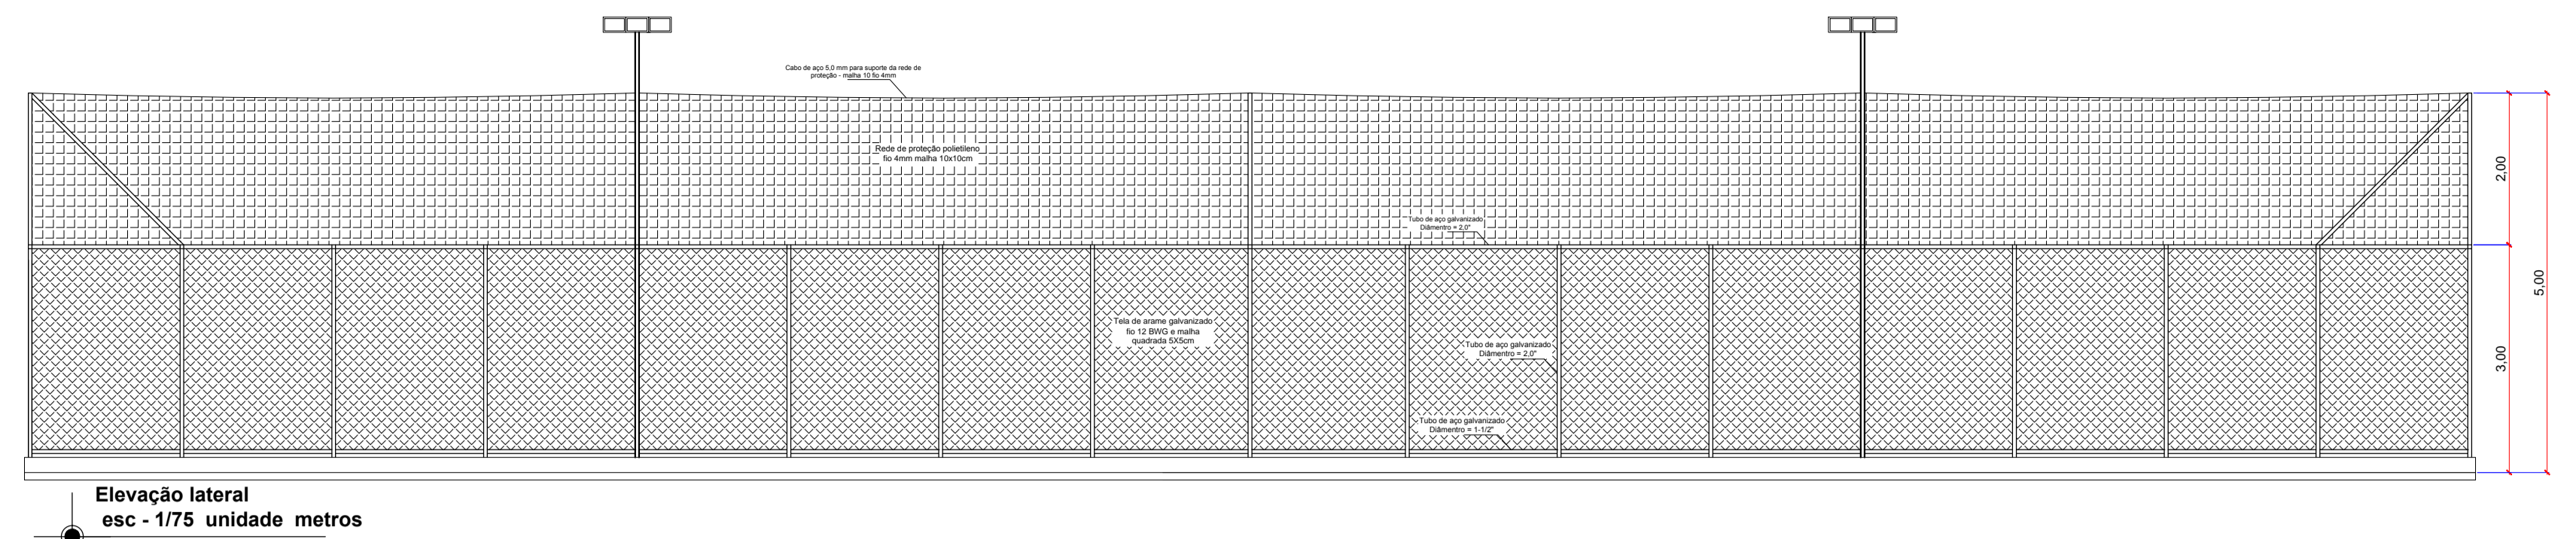 Cabo de aço 5,0 mm para suporte da rede de
proteção - malha 10 fio 4mm
Rede de proteção polietileno
fio 4mm malha 10x10cm
Tubo de aço galvanizado
Diâmentro = 2,0"
Tela de arame galvanizado
fio 12 BWG e malha
quadrada 5X5cm
Tubo de aço galvanizado
Diâmentro = 2,0"
Tubo de aço galvanizado
Diâmentro = 1-1/2"
2,00
3,00
5,00
Elevação lateral
esc - 1/75 unidade metros